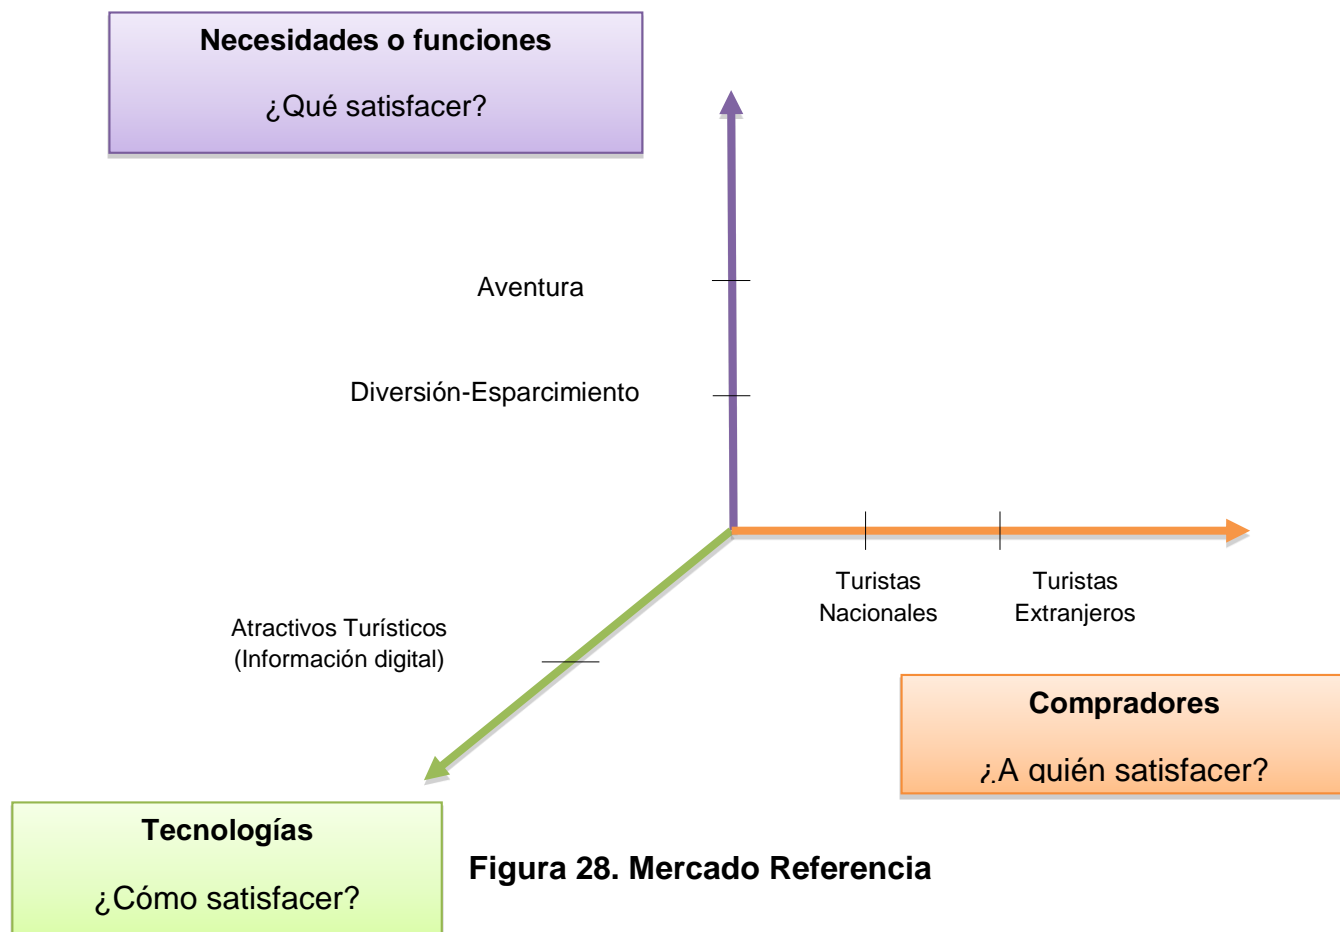 Necesidades o funciones
¿Qué satisfacer?
Aventura
Diversión-Esparcimiento
Turistas
Nacionales
Turistas
Extranjeros
Atractivos Turísticos
(Información digital)
Compradores
¿A quién satisfacer?
Tecnologías
¿Cómo satisfacer?
Figura 28. Mercado Referencia